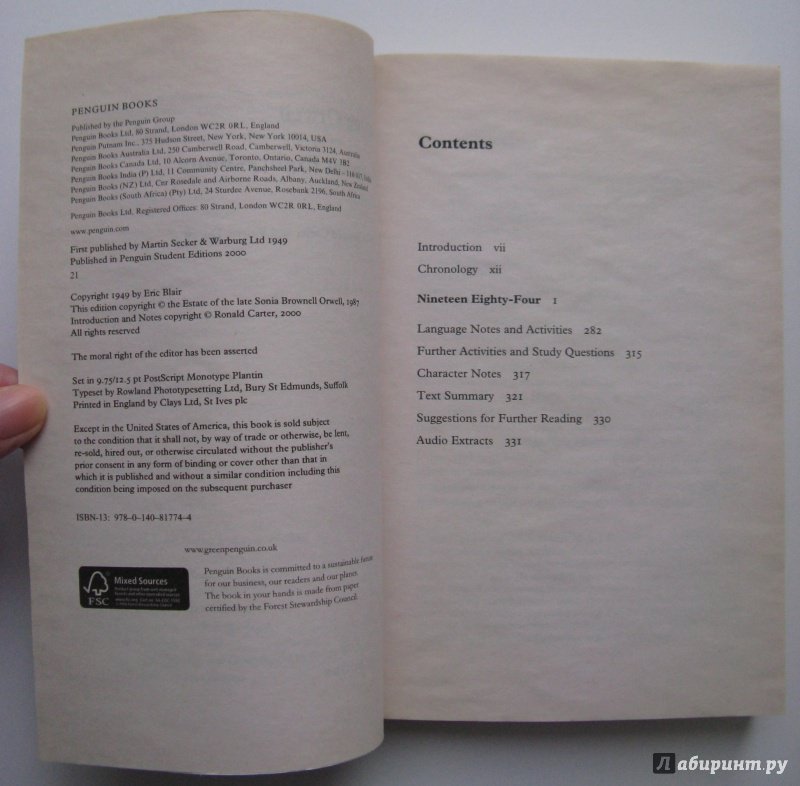 PENGUIN BOOKS
Published by the Penguin Group
Penguin Books Ltd, 80 Strand, London WC2R 0RL, England
Penguin Putnam Inc., 375 Hudson Street, New York, New York 10014, USA
Penguin Books Australia Ltd, 250 Camberwell Road, Camberwell, Victoria 3124, Australia
Penguin Books Canada Ltd, 10 Alcorn Avenue, Toronto, Ontario, Canada M4V 3B2
Penguin Books India (P) Ltd, 11 Community Centre, Panchsheel Park, New Delhi – 110 017, India
Penguin Books (NZ) Ltd, Cnr Rosedale and Airborne Roads, Albany, Auckland, New Zealand
Penguin Books (South Africa) (Pty) Ltd, 24 Sturdee Avenue, Rosebank 2196, South Africa
Penguin Books Ltd, Registered Offices: 80 Strand, London WC2R 0RL, England
www.penguin.com
First published by Martin Secker & Warburg Ltd 1949
Published in Penguin Student Editions 2000
21
Copyright 1949 by Eric Blair
This edition copyright © the Estate of the late Sonia Brownell Orwell, 1987
Introduction and Notes copyright © Ronald Carter, 2000
All rights reserved
The moral right of the editor has been asserted
Set in 9.75/12.5 pt PostScript Monotype Plantin
Typeset by Rowland Phototypesetting Ltd, Bury St Edmunds, Suffolk
Printed in England by Clays Ltd, St Ives plc
Except in the United States of America, this book is sold subject
to the condition that it shall not, by way of trade or otherwise, be lent,
re-sold, hired out, or otherwise circulated without the publisher's
prior consent in any form of binding or cover other than that in
which it is published and without a similar condition including this
condition being imposed on the subsequent purchaser
ISBN-13: 978-0-140-81774-4
www.greenpenguin.co.uk
FSC
Mixed Sources
Penguin Books is committed to a sustainable future
for our business, our readers and our planet.
The book in your hands is made from paper
certified by the Forest Stewardship Council.
Contents
Introduction vii
Chronology xii
Nineteen Eighty-Four 1
Language Notes and Activities 282
Further Activities and Study Questions 315
Character Notes 317
Text Summary 321
Suggestions for Further Reading 330
Audio Extracts 331
Лабиринт.ру